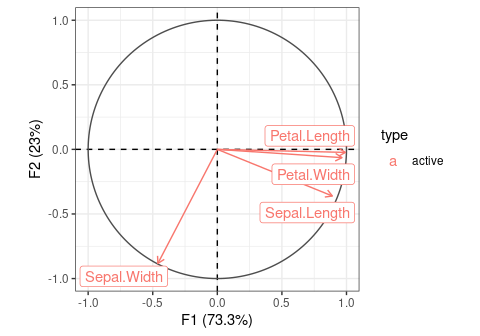 1.0
0.5
0.0
-0.5
-1.0
F2 (23%)
Petal.Length
Petal.Width
Sepal.Length
Sepal.Width
-1.0 -0.5 0.0 0.5 1.0
F1 (73.3%)
type
a active